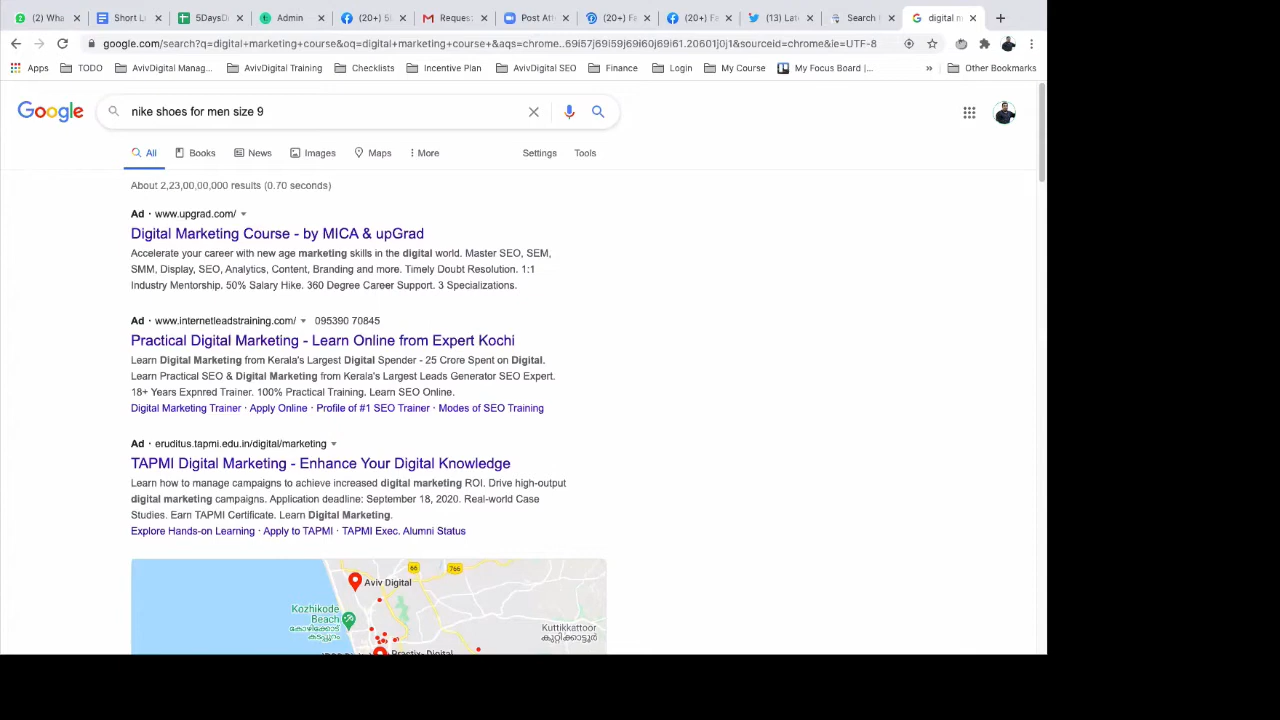 (2) Wha
Short L
5DaysDi
Admin
(20+) 5
Reques
Post Att
(20+) Fa
(20+) Fa
(13) Lat
Search
digital m
google.com/search?q=digital+marketing+course&oq=digital+marketing+course+&aqs=chrome..69i57j69i59j69i60j69i61.20601j0j1&sourceid=chrome&ie=UTF-8
Apps TODO AvivDigital Manag... AvivDigital Training Checklists Incentive Plan AvivDigital SEO Finance Login My Course My Focus Board |... » Other Bookmarks
Google nike shoes for men size 9
All Books News Images Maps More Settings Tools
About 2,23,00,00,000 results (0.70 seconds)
Ad · www.upgrad.com/
Digital Marketing Course - by MICA & upGrad
Accelerate your career with new age marketing skills in the digital world. Master SEO, SEM,
SMM, Display, SEO, Analytics, Content, Branding and more. Timely Doubt Resolution. 1:1
Industry Mentorship. 50% Salary Hike. 360 Degree Career Support. 3 Specializations.
Ad · www.internetleadstraining.com/ 095390 70845
Practical Digital Marketing - Learn Online from Expert Kochi
Learn Digital Marketing from Kerala's Largest Digital Spender - 25 Crore Spent on Digital.
Learn Practical SEO & Digital Marketing from Kerala's Largest Leads Generator SEO Expert.
18+ Years Expnred Trainer. 100% Practical Training. Learn SEO Online.
Digital Marketing Trainer · Apply Online · Profile of #1 SEO Trainer · Modes of SEO Training
Ad · eruditus.tapmi.edu.in/digital/marketing
TAPMI Digital Marketing - Enhance Your Digital Knowledge
Learn how to manage campaigns to achieve increased digital marketing ROI. Drive high-output
digital marketing campaigns. Application deadline: September 18, 2020. Real-world Case
Studies. Earn TAPMI Certificate. Learn Digital Marketing.
Explore Hands-on Learning · Apply to TAPMI · TAPMI Exec. Alumni Status
66
766
Aviv Digital
Kozhikode
Beach
കോഴിക്കോട്
കടപ്പുറം
Kuttikkattoor
കുറ്റിക്കാട്ടൂർ
Digital